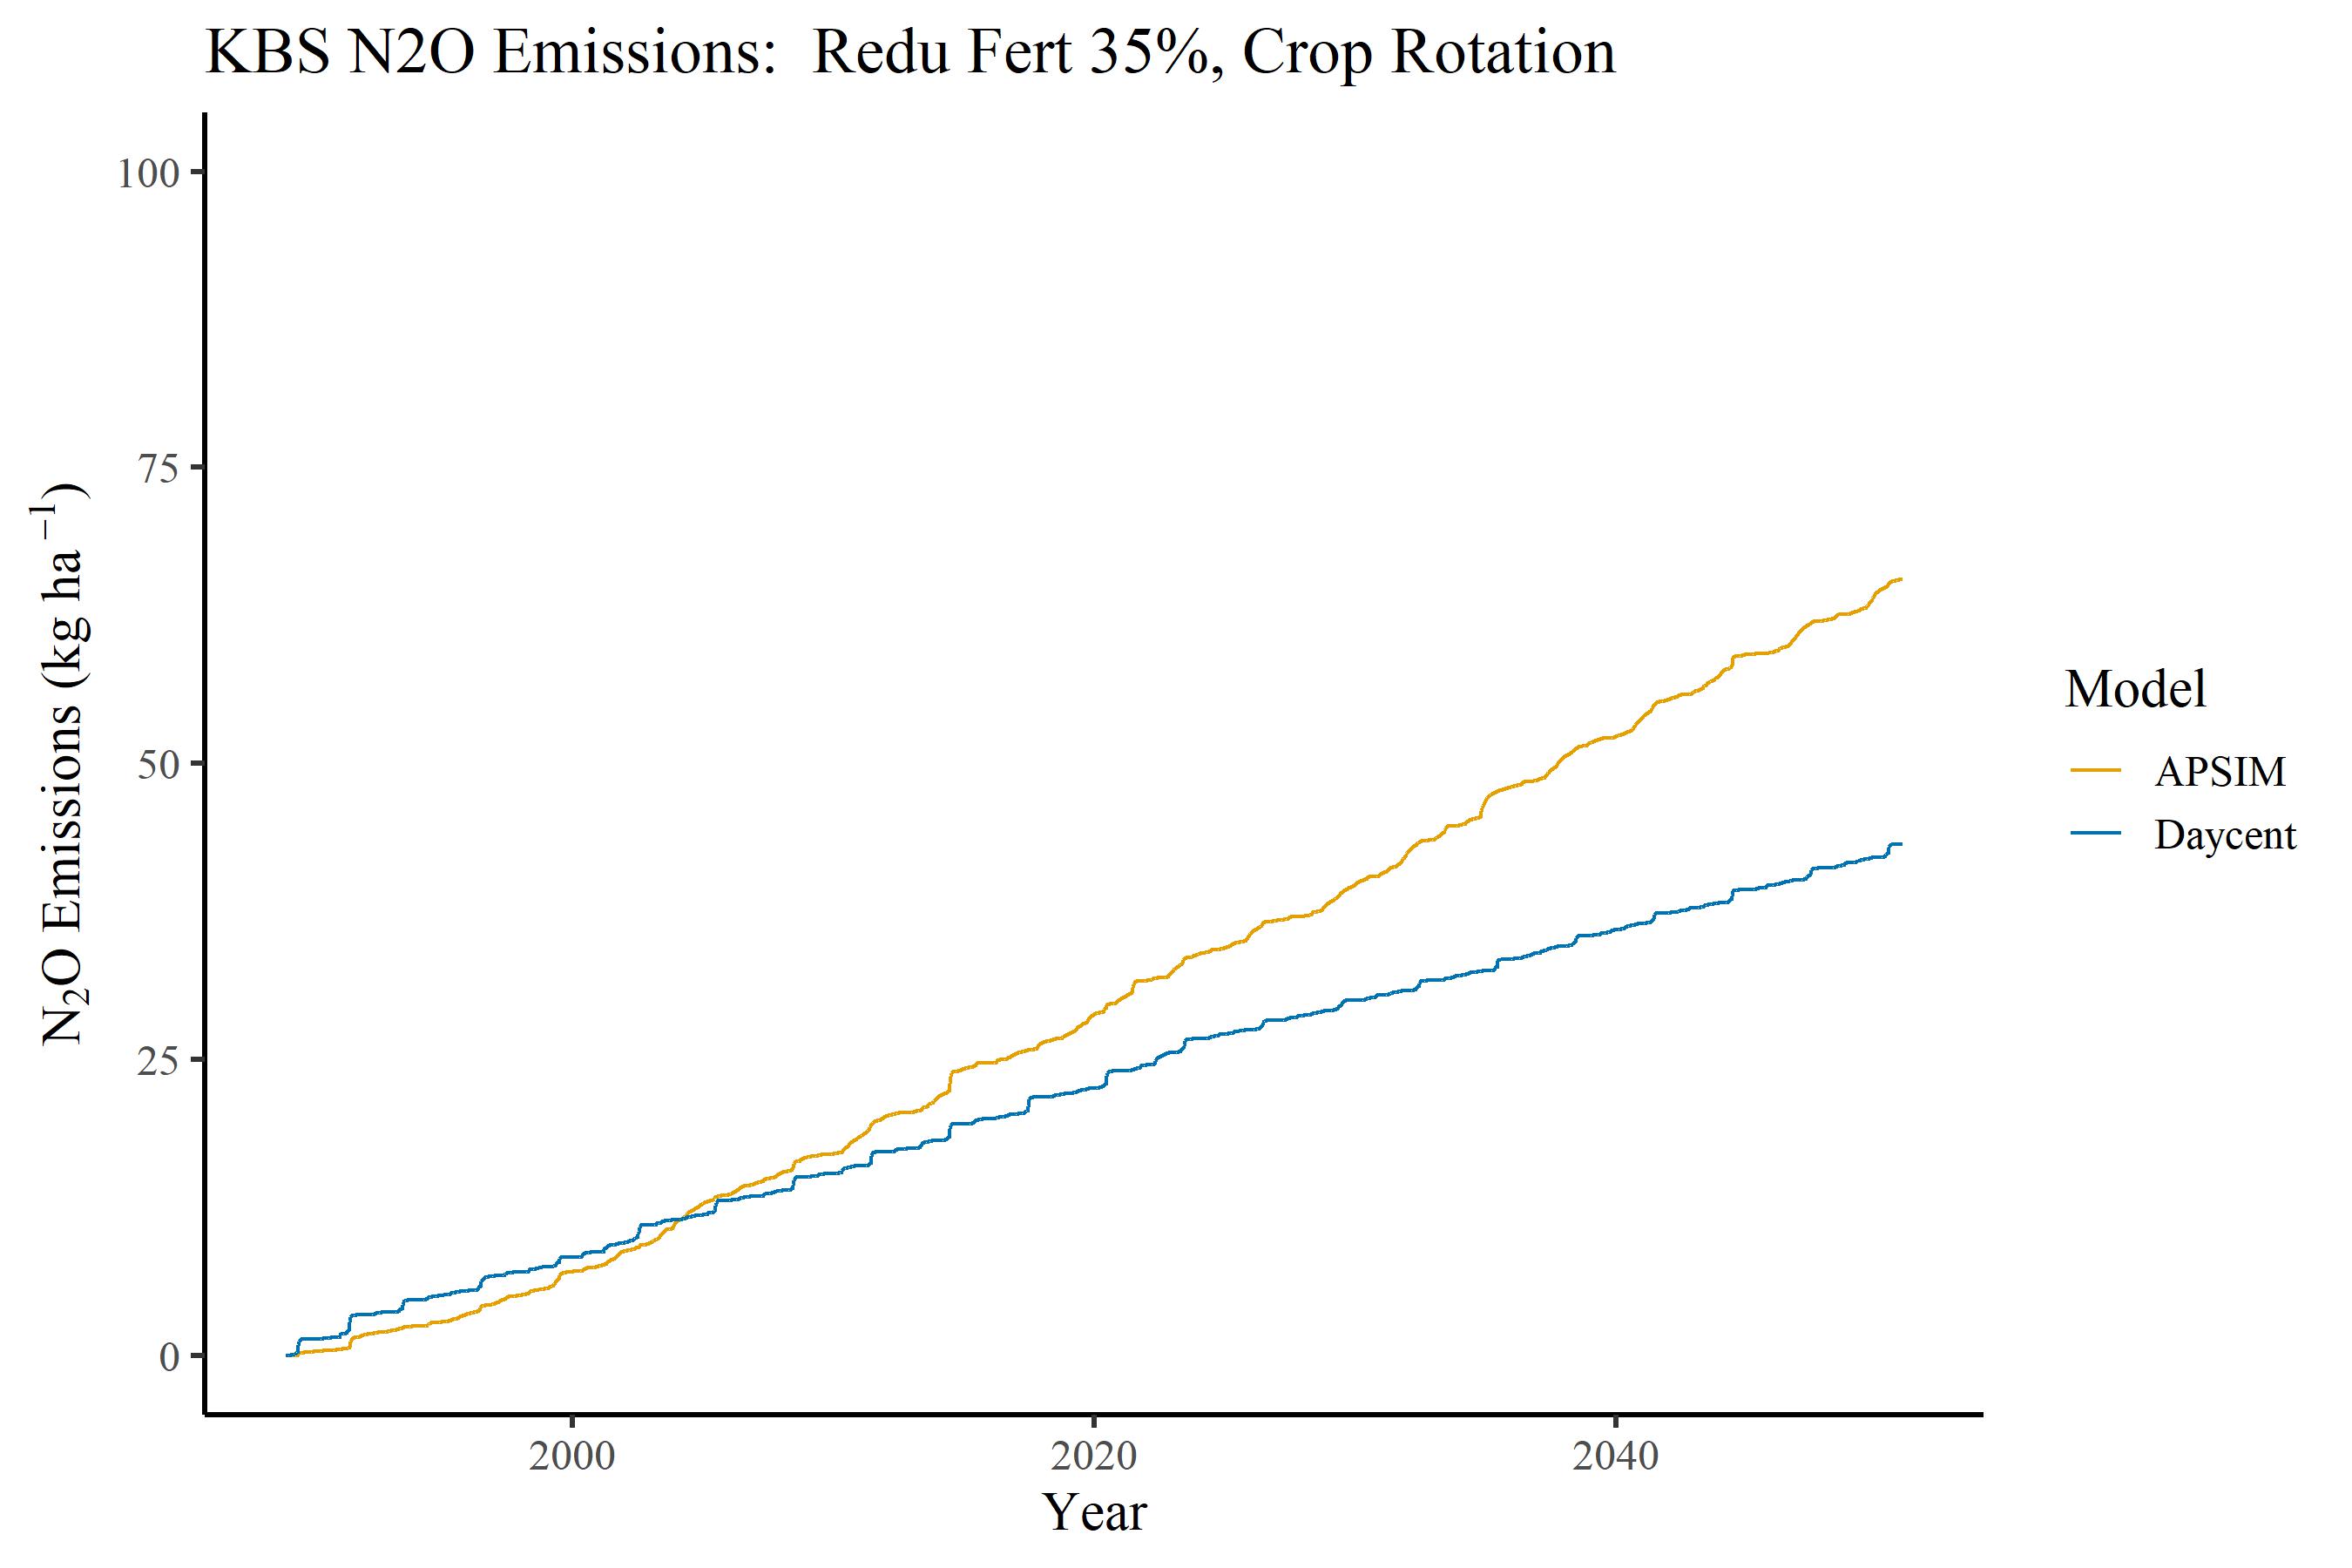 KBS N2O Emissions:  Redu Fert 35%, Crop Rotation
100
75
50
25
0
N₂O Emissions (kg ha⁻¹)
2000
2020
2040
Year
Model
APSIM
Daycent